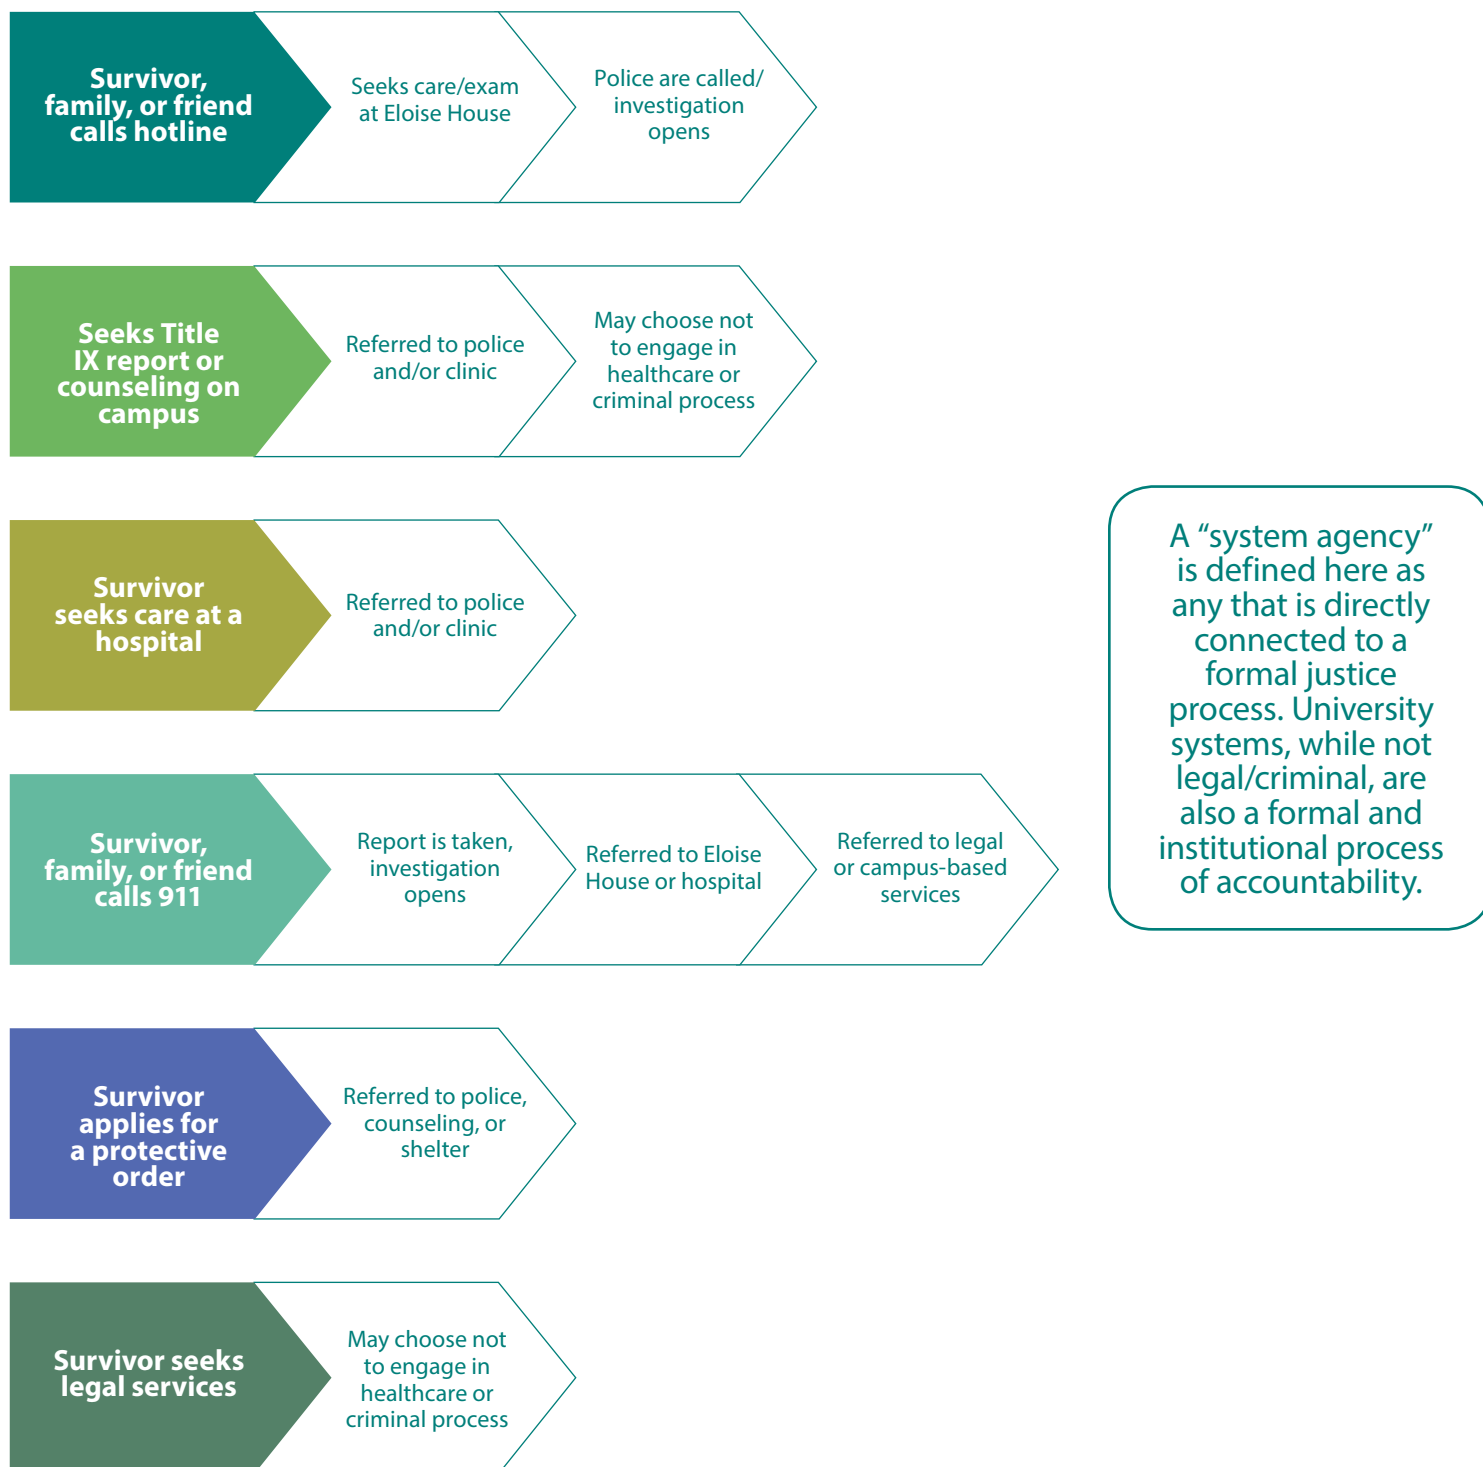 Survivor,
family, or friend
calls hotline
Seeks care/exam
at Eloise House
Police are called/
investigation
opens
Seeks Title
IX report or
counseling on
campus
Referred to police
and/or clinic
May choose not
to engage in
healthcare or
criminal process
Survivor
seeks care at a
hospital
Referred to police
and/or clinic
Survivor,
family, or friend
calls 911
Report is taken,
investigation
opens
Referred to Eloise
House or hospital
Referred to legal
or campus-based
services
Survivor
applies for
a protective
order
Referred to police,
counseling, or
shelter
Survivor seeks
legal services
May choose not
to engage in
healthcare or
criminal process
A “system agency”
is defined here as
any that is directly
connected to a
formal justice
process. University
systems, while not
legal/criminal, are
also a formal and
institutional process
of accountability.